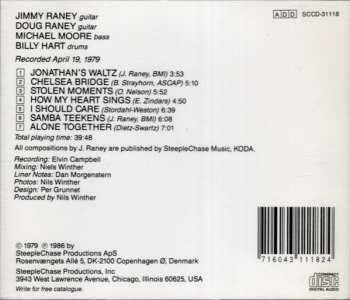 JIMMY RANEY guitar
DOUG RANEY guitar
MICHAEL MOORE bass
BILLY HART drums
Recorded April 19, 1979
ADD SCCD-31118
1 JONATHAN'S WALTZ (J. Raney, BMI) 3:53
2 CHELSEA BRIDGE (B. Strayhorn, ASCAP) 5:10
3 STOLEN MOMENTS (O. Nelson) 5:52
4 HOW MY HEART SINGS (E. Zindars) 4:50
5 I SHOULD CARE (Stordahl-Weston) 6:39
6 SAMBA TEEKENS (J. Raney, BMI) 6:08
7 ALONE TOGETHER (Dietz-Swartz) 7:01
Total playing time: 39:48
All compositions by J. Raney are published by SteepleChase Music, KODA.
Recording: Elvin Campbell
Mixing: Niels Winther
Liner Notes: Dan Morgenstern
Photos: Nils Winther
Design: Per Grunnet
Produced by Nils Winther
© 1979 ℗ 1986 by
SteepleChase Productions ApS
Rosenvængets Allé 5, DK-2100 Copenhagen Ø, Denmark
SteepleChase Productions, Inc
3943 West Lawrence Avenue, Chicago, Illinois 60625, USA
Write for free catalogue.
7 16043 11182 4
COMPACT
disc
DIGITAL AUDIO